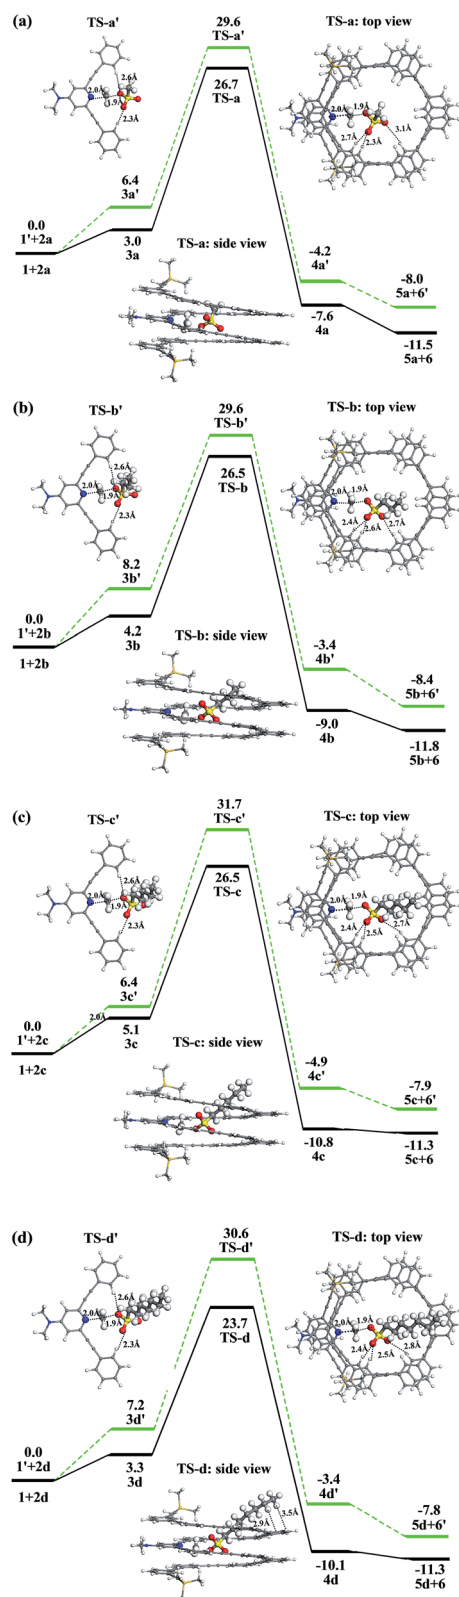 (a)
TS-a'
29.6
TS-a'
TS-a: top view
26.7
TS-a
2.0Å
2.6Å
1.9Å
2.3Å
2.0Å
1.9Å
2.7Å
2.3Å
3.1Å
6.4
3a'
0.0
1'+2a
1+2a
3.0
3a
TS-a: side view
-4.2
4a'
-8.0
5a+6'
-7.6
4a
-11.5
5a+6
(b)
TS-b'
29.6
TS-b'
TS-b: top view
26.5
TS-b
2.6Å
2.0Å
1.9Å
2.3Å
2.0Å
1.9Å
2.4Å
2.6Å
2.7Å
8.2
3b'
0.0
1'+2b
1+2b
4.2
3b
TS-b: side view
-3.4
4b'
-8.4
5b+6'
-9.0
4b
-11.8
5b+6
(c)
TS-c'
31.7
TS-c'
TS-c: top view
26.5
TS-c
2.6Å
2.0Å
1.9Å
2.3Å
2.0Å
1.9Å
2.4Å
2.5Å
2.7Å
6.4
3c'
2.0Å
0.0
1'+2c
1+2c
5.1
3c
TS-c: side view
-4.9
4c'
-7.9
5c+6'
-10.8
4c
-11.3
5c+6
(d)
TS-d'
30.6
TS-d'
TS-d: top view
23.7
TS-d
2.6Å
2.0Å
1.9Å
2.3Å
2.0Å
1.9Å
2.4Å
2.5Å
2.8Å
7.2
3d'
0.0
1'+2d
1+2d
3.3
3d
TS-d: side view
2.9Å
3.5Å
-3.4
4d'
-7.8
5d+6'
-10.1
4d
-11.3
5d+6